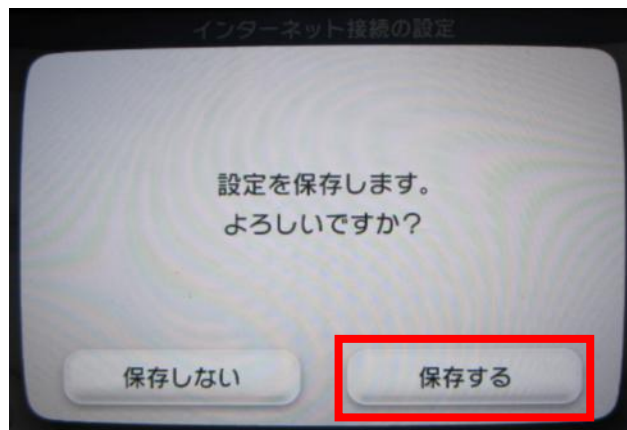 インターネット接続の設定
設定を保存します。
よろしいですか?
保存しない
保存する